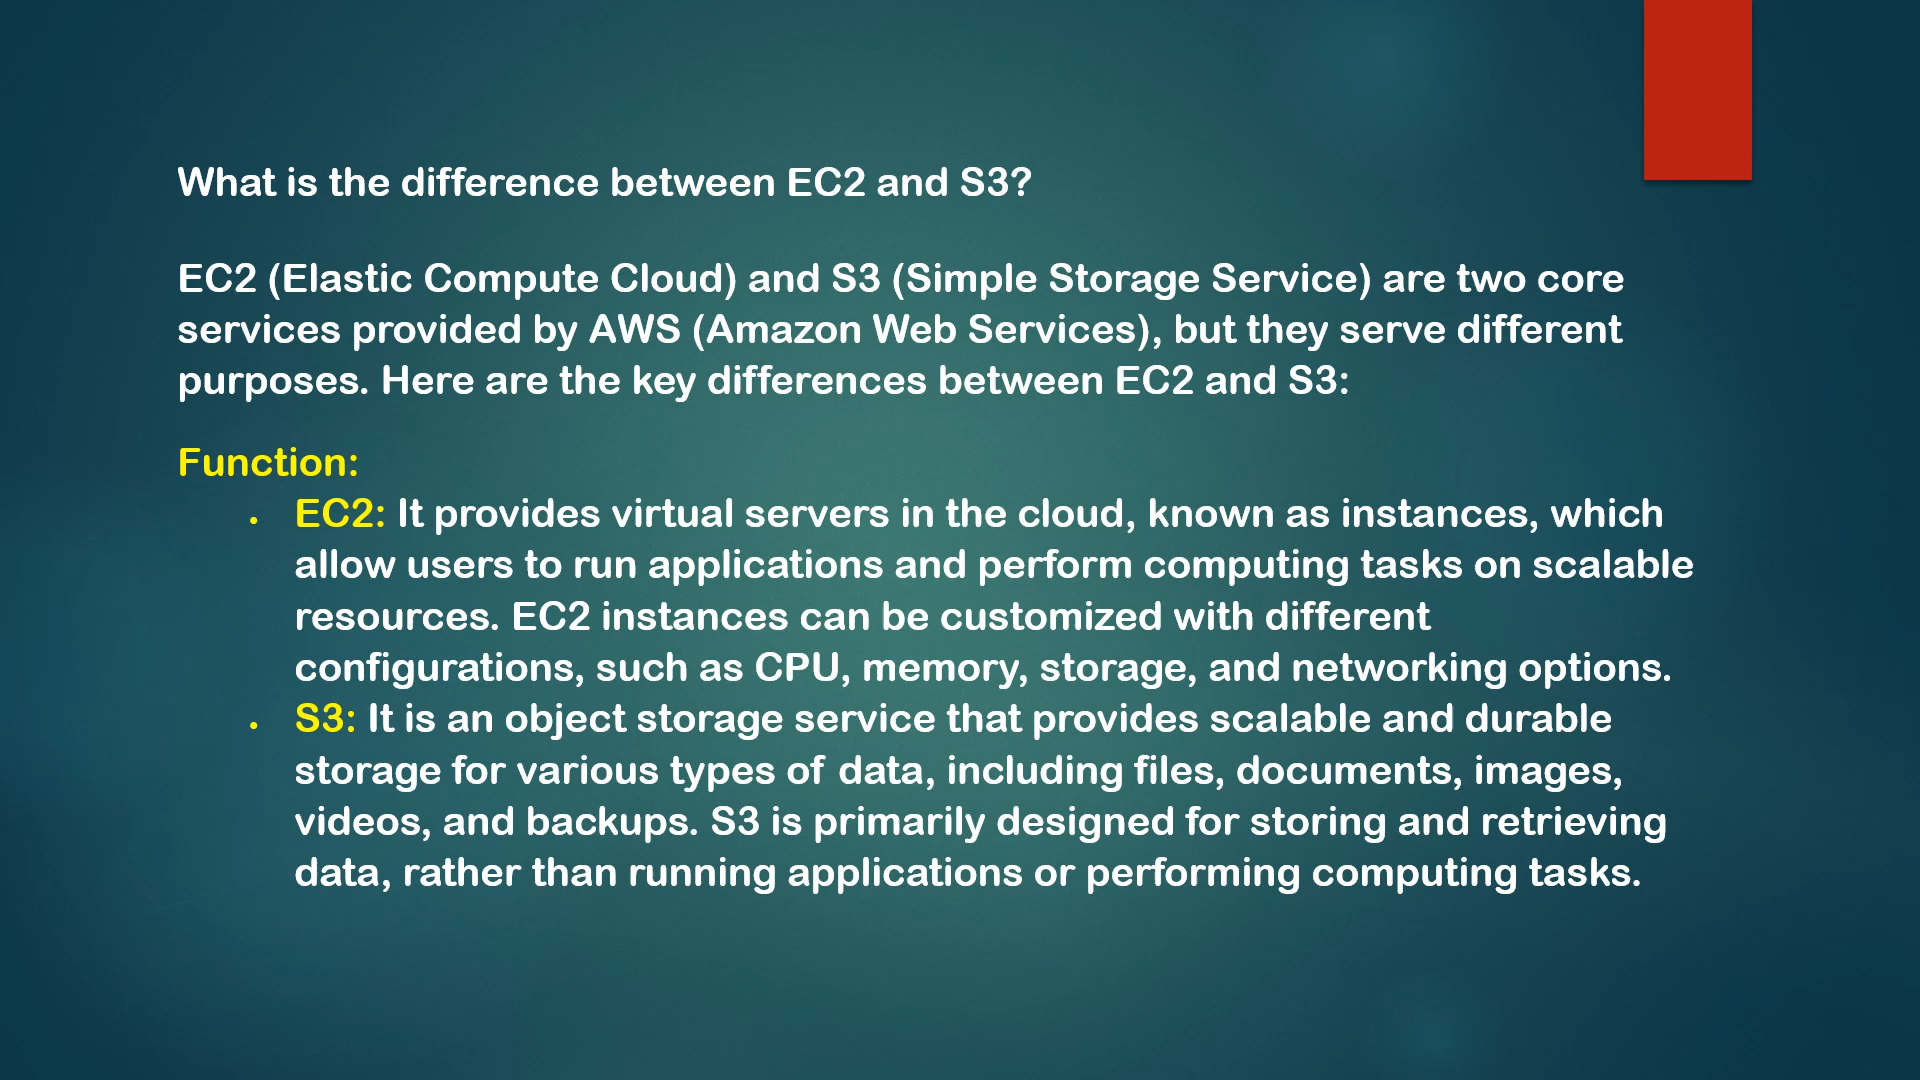 What is the difference between EC2 and S3?
EC2 (Elastic Compute Cloud) and S3 (Simple Storage Service) are two core
services provided by AWS (Amazon Web Services), but they serve different
purposes. Here are the key differences between EC2 and S3:
Function:
• EC2: It provides virtual servers in the cloud, known as instances, which
allow users to run applications and perform computing tasks on scalable
resources. EC2 instances can be customized with different
configurations, such as CPU, memory, storage, and networking options.
• S3: It is an object storage service that provides scalable and durable
storage for various types of data, including files, documents, images,
videos, and backups. S3 is primarily designed for storing and retrieving
data, rather than running applications or performing computing tasks.